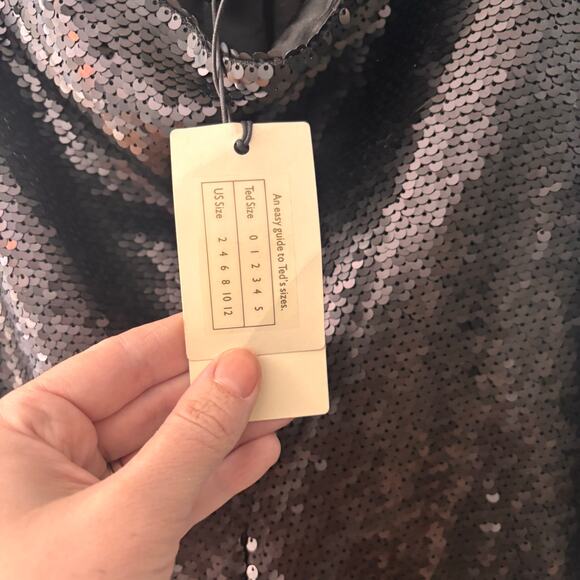 An easy guide to Ted's sizes.
Ted Size 0 1 2 3 4 5
US Size 2 4 6 8 10 12